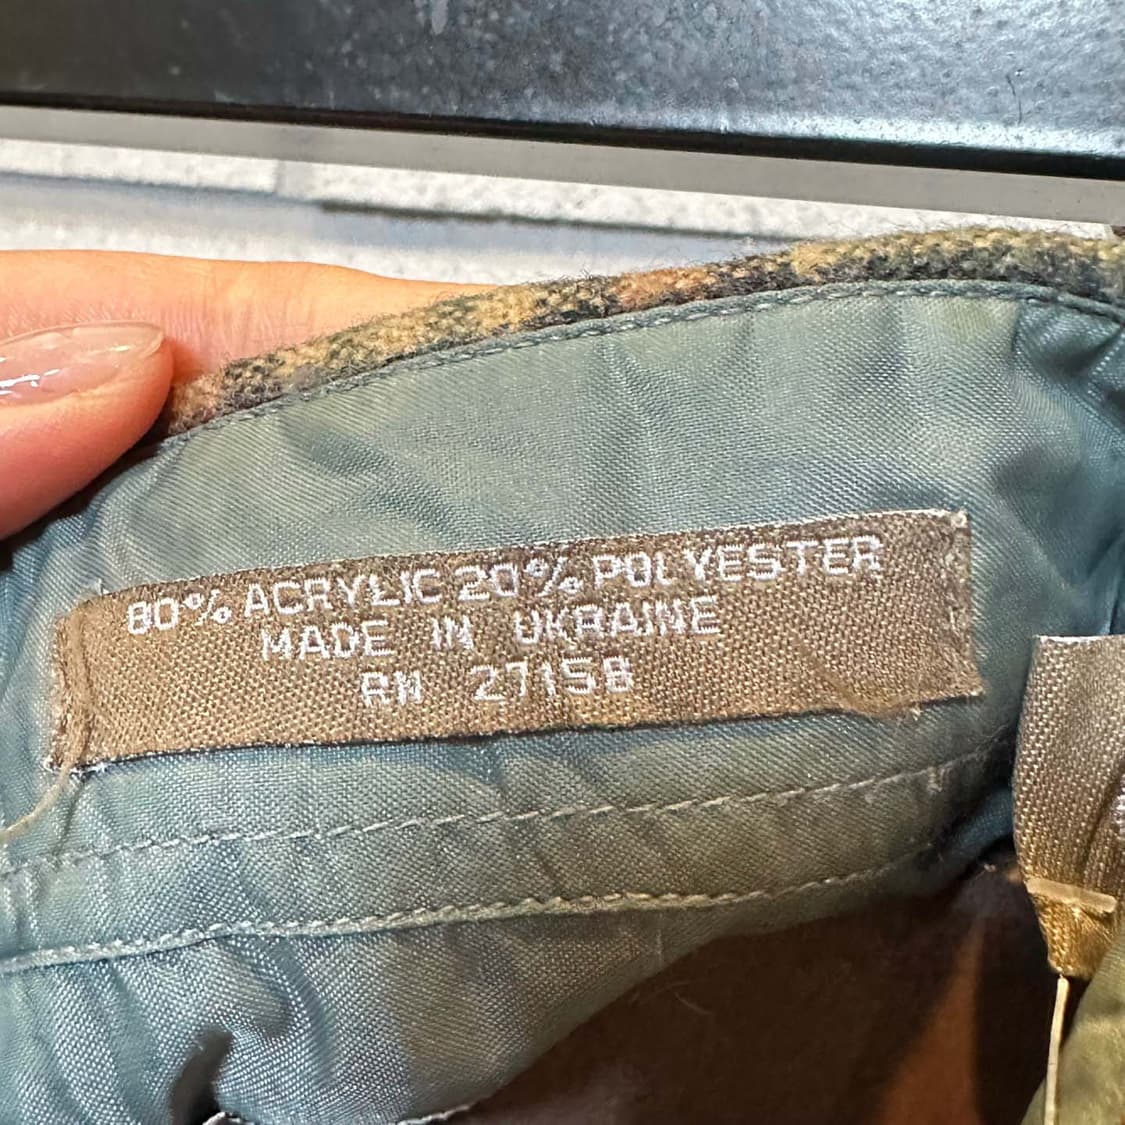 80% ACRYLIC 20% POLYESTER
MADE IN UKRAINE
RN 27158